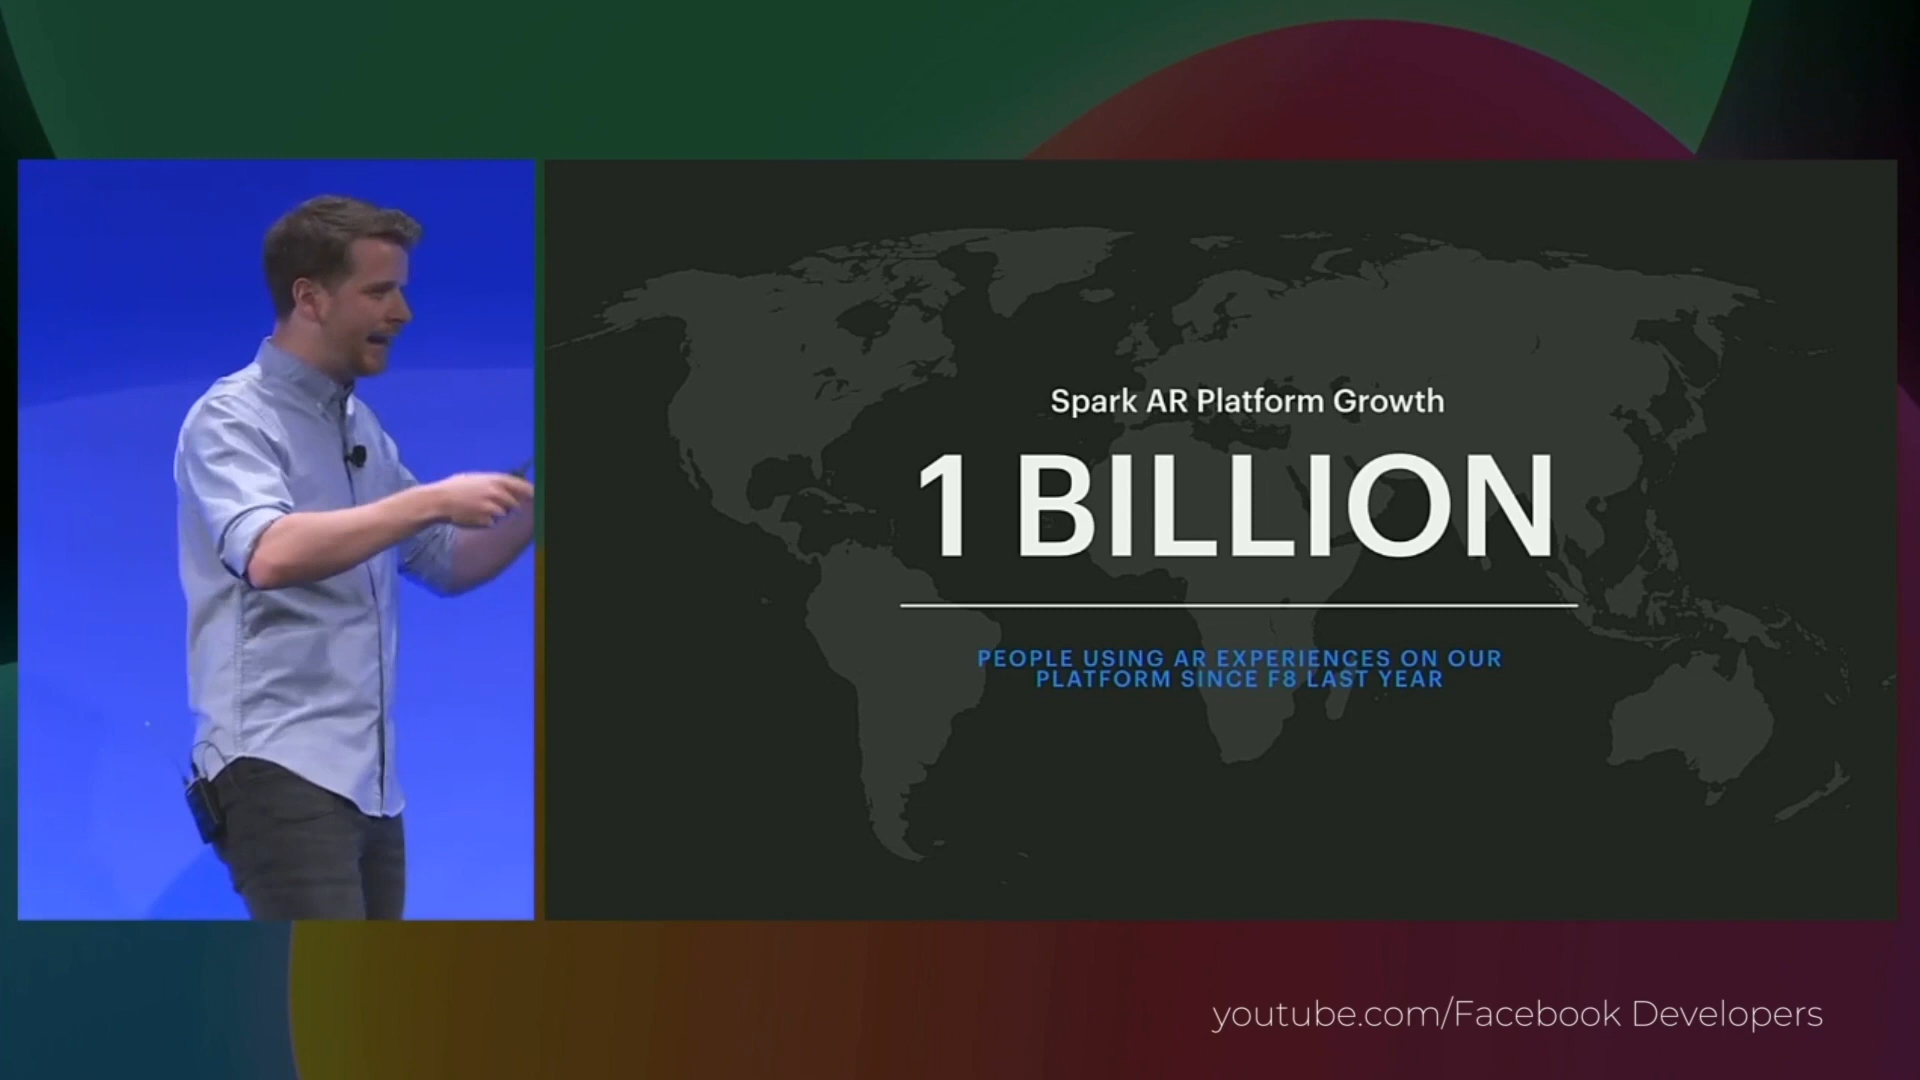 Spark AR Platform Growth
1 BILLION
PEOPLE USING AR EXPERIENCES ON OUR
PLATFORM SINCE F8 LAST YEAR
youtube.com/Facebook Developers